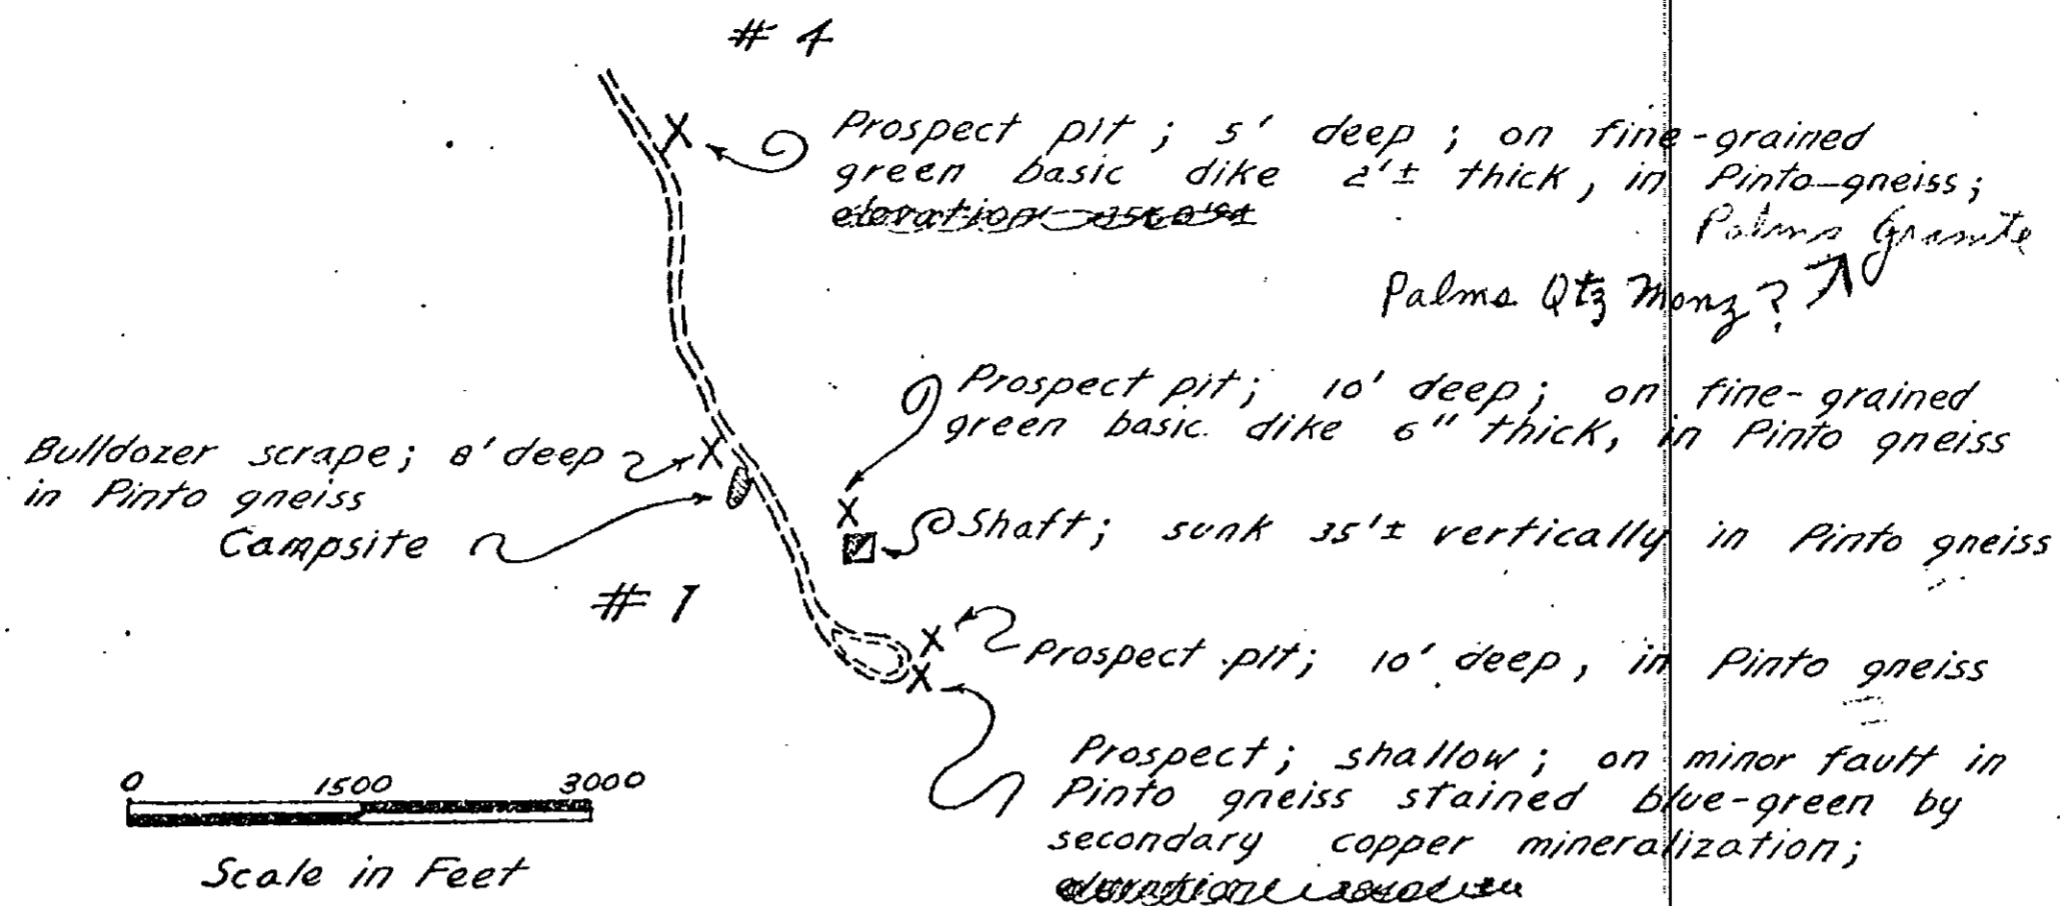 # 4
Prospect pit; 5' deep; on fine-grained
green basic dike 2'± thick, in Pinto gneiss;
Palms Granite
Palms Qtz Monz?
Prospect pit; 10' deep; on fine-grained
green basic dike 6" thick, in Pinto gneiss
Bulldozer scrape; 8' deep
in Pinto gneiss
Campsite
Shaft; sunk 35'± vertically in Pinto gneiss
# 1
Prospect pit; 10' deep, in Pinto gneiss
Prospect; shallow; on minor fault in
Pinto gneiss stained blue-green by
secondary copper mineralization;
0 1500 3000
Scale in Feet